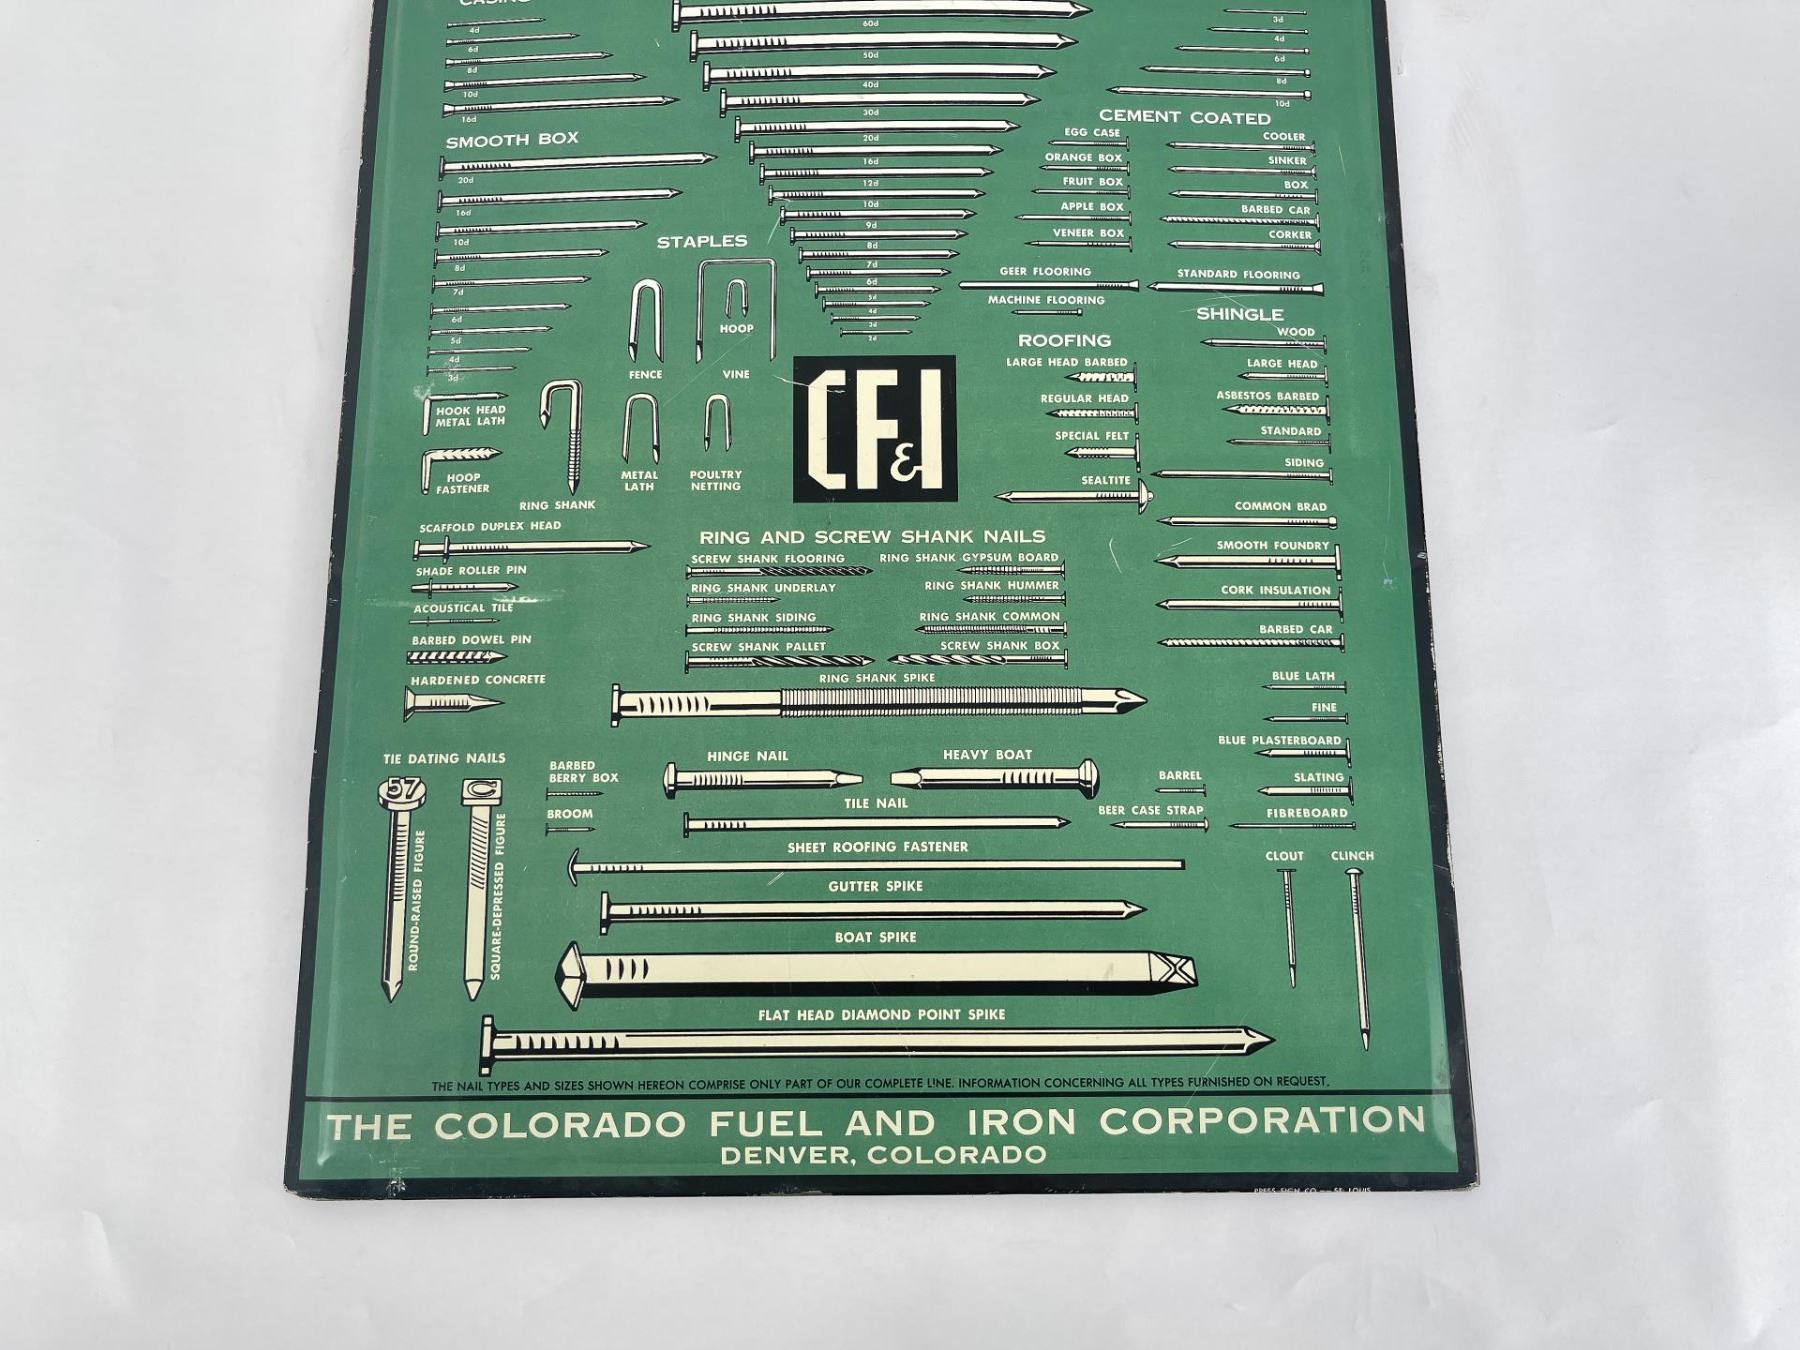 CASING
4d
6d
8d
10d
16d
SMOOTH BOX
20d
16d
10d
8d
7d
6d
5d
4d
3d
60d
50d
40d
30d
20d
16d
12d
10d
9d
8d
7d
6d
5d
4d
3d
2d
3d
4d
6d
8d
10d
CEMENT COATED
EGG CASE
ORANGE BOX
FRUIT BOX
APPLE BOX
VENEER BOX
COOLER
SINKER
BOX
BARBED CAR
CORKER
GEER FLOORING
STANDARD FLOORING
MACHINE FLOORING
STAPLES
HOOP
FENCE
VINE
METAL
LATH
POULTRY
NETTING
HOOK HEAD
METAL LATH
HOOP
FASTENER
RING SHANK
CF&I
ROOFING
LARGE HEAD BARBED
REGULAR HEAD
SPECIAL FELT
SEALTITE
SHINGLE
WOOD
LARGE HEAD
ASBESTOS BARBED
STANDARD
SIDING
COMMON BRAD
SMOOTH FOUNDRY
CORK INSULATION
BARBED CAR
BLUE LATH
FINE
BLUE PLASTERBOARD
SLATING
FIBREBOARD
SCAFFOLD DUPLEX HEAD
SHADE ROLLER PIN
ACOUSTICAL TILE
BARBED DOWEL PIN
HARDENED CONCRETE
RING AND SCREW SHANK NAILS
SCREW SHANK FLOORING
RING SHANK GYPSUM BOARD
RING SHANK UNDERLAY
RING SHANK HUMMER
RING SHANK SIDING
RING SHANK COMMON
SCREW SHANK PALLET
SCREW SHANK BOX
RING SHANK SPIKE
TIE DATING NAILS
57
ROUND-RAISED FIGURE
C
SQUARE-DEPRESSED FIGURE
BARBED
BERRY BOX
BROOM
HINGE NAIL
HEAVY BOAT
BARREL
TILE NAIL
BEER CASE STRAP
SHEET ROOFING FASTENER
CLOUT
CLINCH
GUTTER SPIKE
BOAT SPIKE
FLAT HEAD DIAMOND POINT SPIKE
THE NAIL TYPES AND SIZES SHOWN HEREON COMPRISE ONLY PART OF OUR COMPLETE LINE. INFORMATION CONCERNING ALL TYPES FURNISHED ON REQUEST.
THE COLORADO FUEL AND IRON CORPORATION
DENVER, COLORADO
PRESS SIGN CO — ST. LOUIS